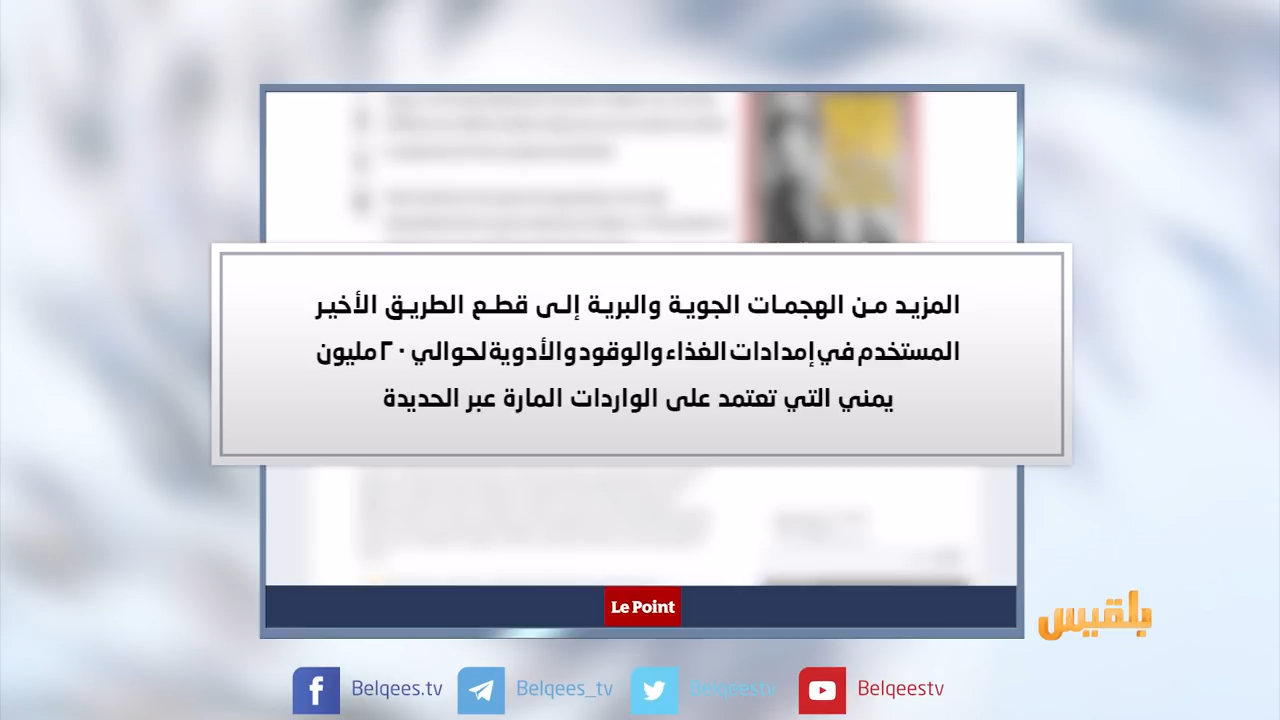 المزيد من الهجمات الجوية والبرية إلى قطع الطريق الأخير
المستخدم في إمدادات الغذاء والوقود والأدوية لحوالي ٢٠ مليون
يمني التي تعتمد على الواردات المارة عبر الحديدة
Le Point
بلقيس
Belqees.tv
Belqees_tv
Belqeestv
Belqeestv